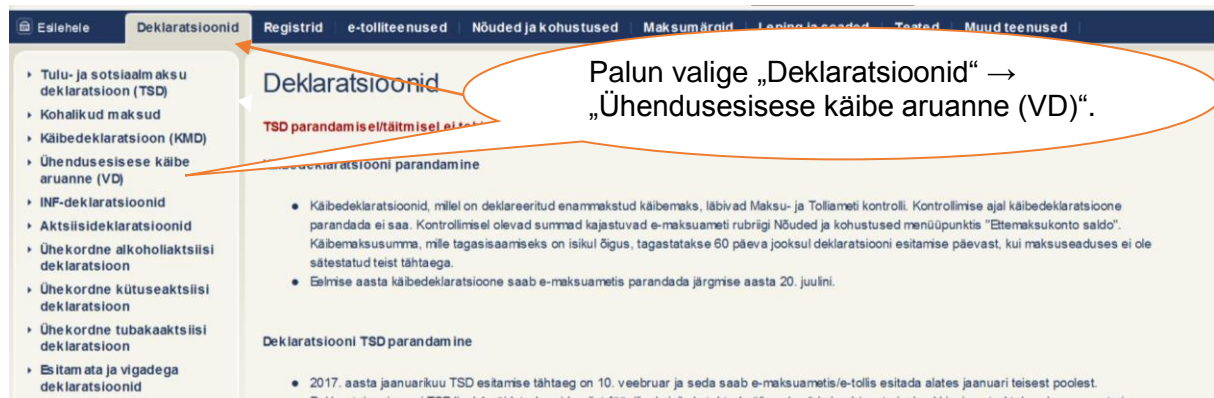 Esilehele Deklaratsioonid Registrid e-tolliteenused Nõuded ja kohustused Maksumärgid Leping ja seaded Teated Muud teenused
Tulu- ja sotsiaalmaksu
deklaratsioon (TSD)
Kohalikud maksud
Käibedeklaratsioon (KMD)
Ühendusesisese käibe
aruanne (VD)
INF-deklaratsioonid
Aktsiisideklaratsioonid
Ühekordne alkoholiaktsiisi
deklaratsioon
Ühekordne kütuseaktsiisi
deklaratsioon
Ühekordne tubakaaktsiisi
deklaratsioon
Esitamata ja vigadega
deklaratsioonid
Deklaratsioonid
Palun valige „Deklaratsioonid“ →
„Ühendusesisese käibe aruanne (VD)“.
TSD parandamisel/täitmisel ei
Käibedeklaratsiooni parandamine
Käibedeklaratsioonid, millel on deklareeritud enammakstud käibemaks, läbivad Maksu- ja Tolliameti kontrolli. Kontrollimise ajal käibedeklaratsioone
parandada ei saa. Kontrollimisel olevad summad kajastuvad e-maksuameti rubriigi Nõuded ja kohustused menüüpunktis "Ettemaksukonto saldo".
Käibemaksusumma, mille tagasisaamiseks on isikul õigus, tagastatakse 60 päeva jooksul deklaratsiooni esitamise päevast, kui maksuseaduses ei ole
sätestatud teist tähtaega.
Eelmise aasta käibedeklaratsioone saab e-maksuametis parandada järgmise aasta 20. juulini.
Deklaratsiooni TSD parandamine
2017. aasta jaanuarikuu TSD esitamise tähtaeg on 10. veebruar ja seda saab e-maksuametis/e-tollis esitada alates jaanuari teisest poolest.